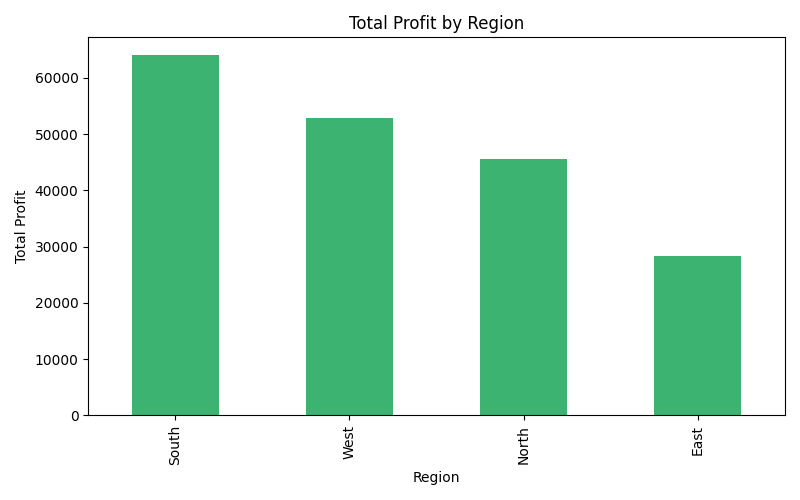 Total Profit by Region
Total Profit
60000
50000
40000
30000
20000
10000
0
South
West
North
East
Region